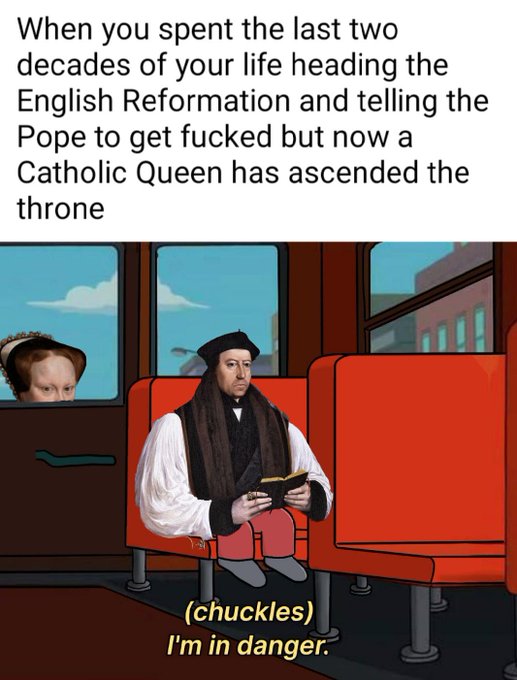 When you spent the last two
decades of your life heading the
English Reformation and telling the
Pope to get fucked but now a
Catholic Queen has ascended the
throne
(chuckles)
I'm in danger.